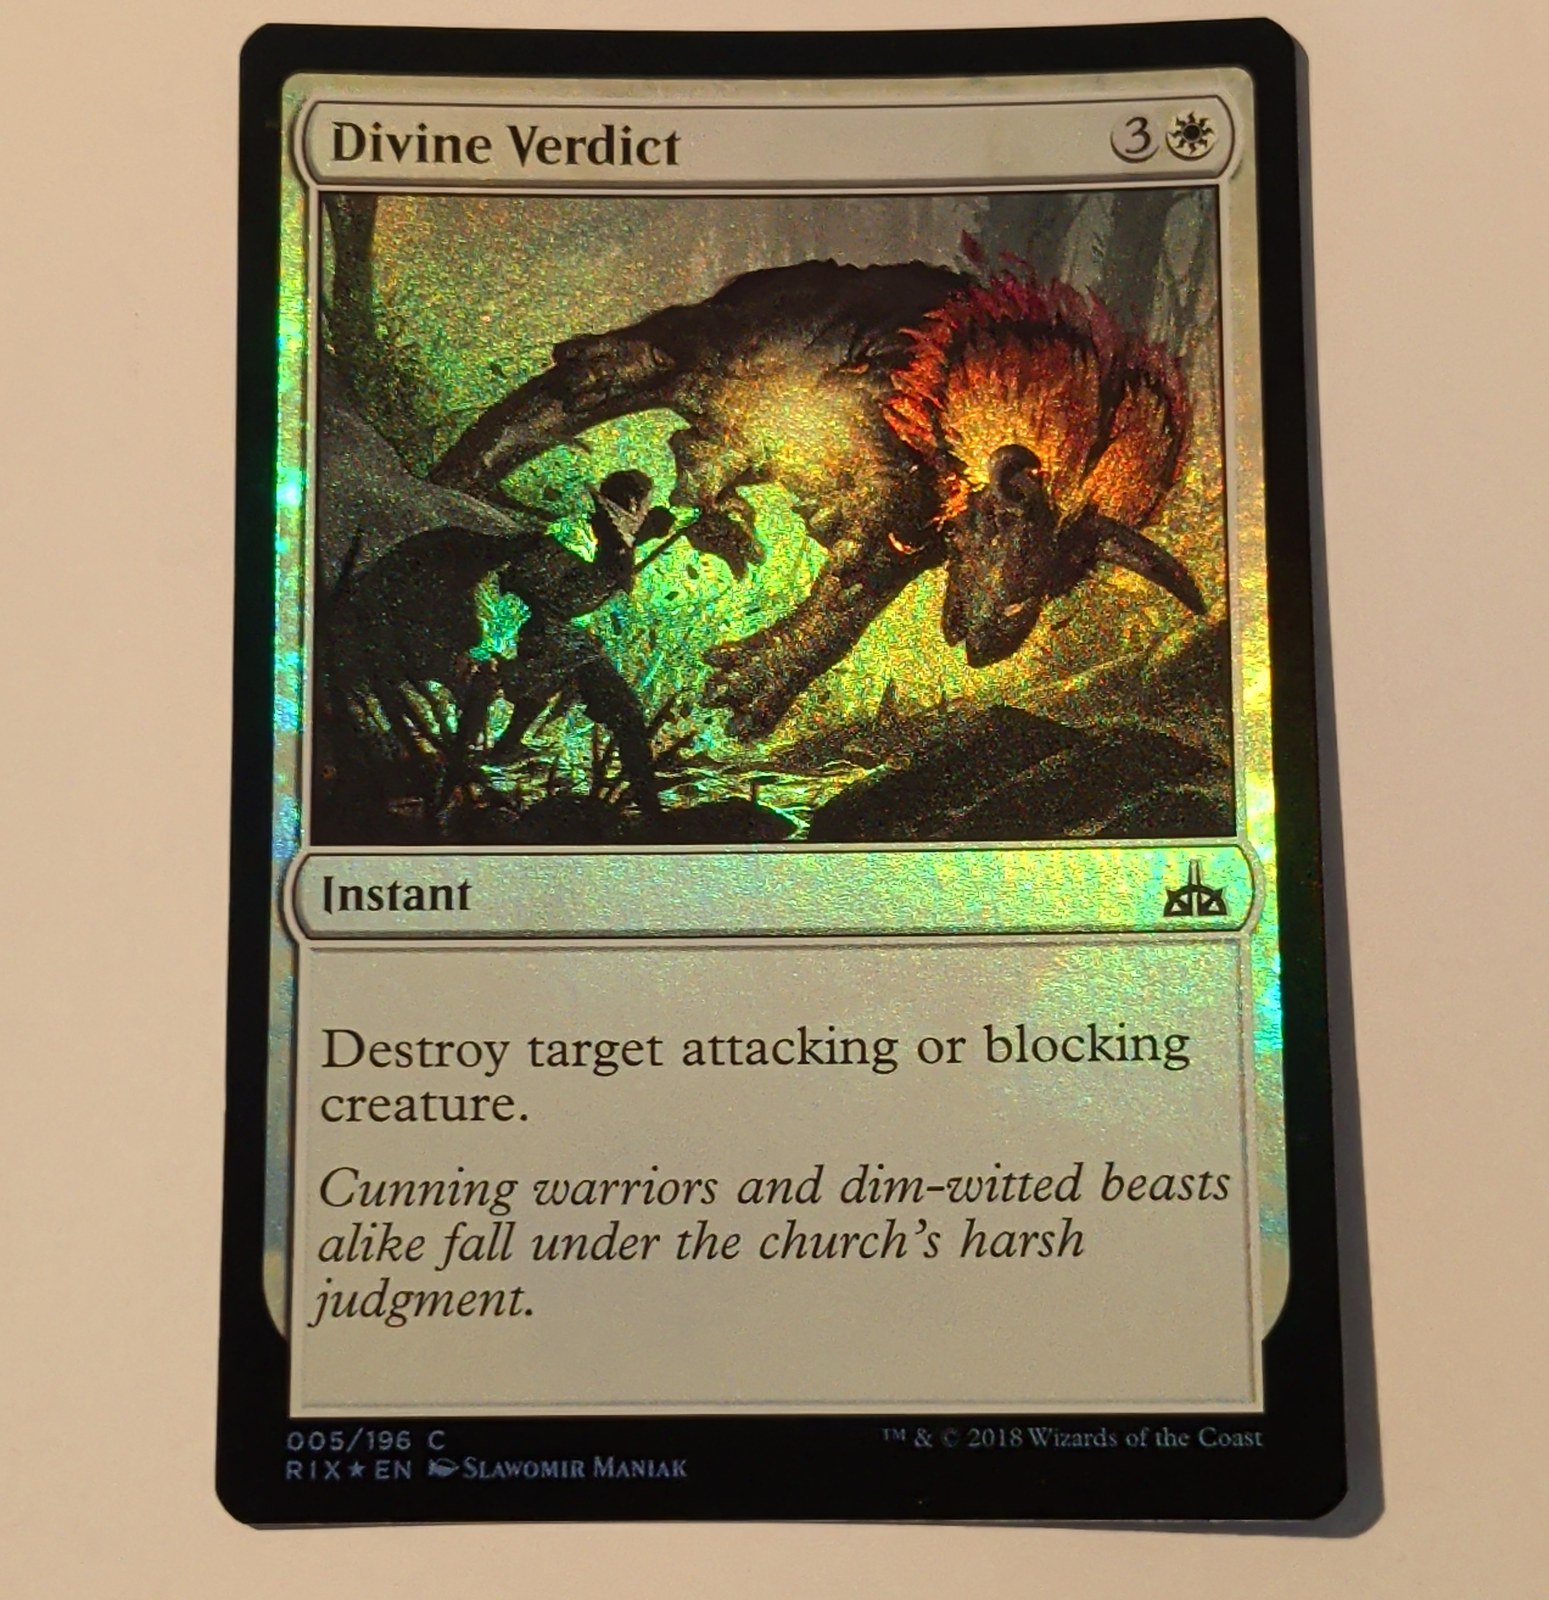 Divine Verdict 3
Instant
Destroy target attacking or blocking
creature.
Cunning warriors and dim-witted beasts
alike fall under the church's harsh
judgment.
005/196 C
RIX★EN SLAWOMIR MANIAK
™ & © 2018 Wizards of the Coast